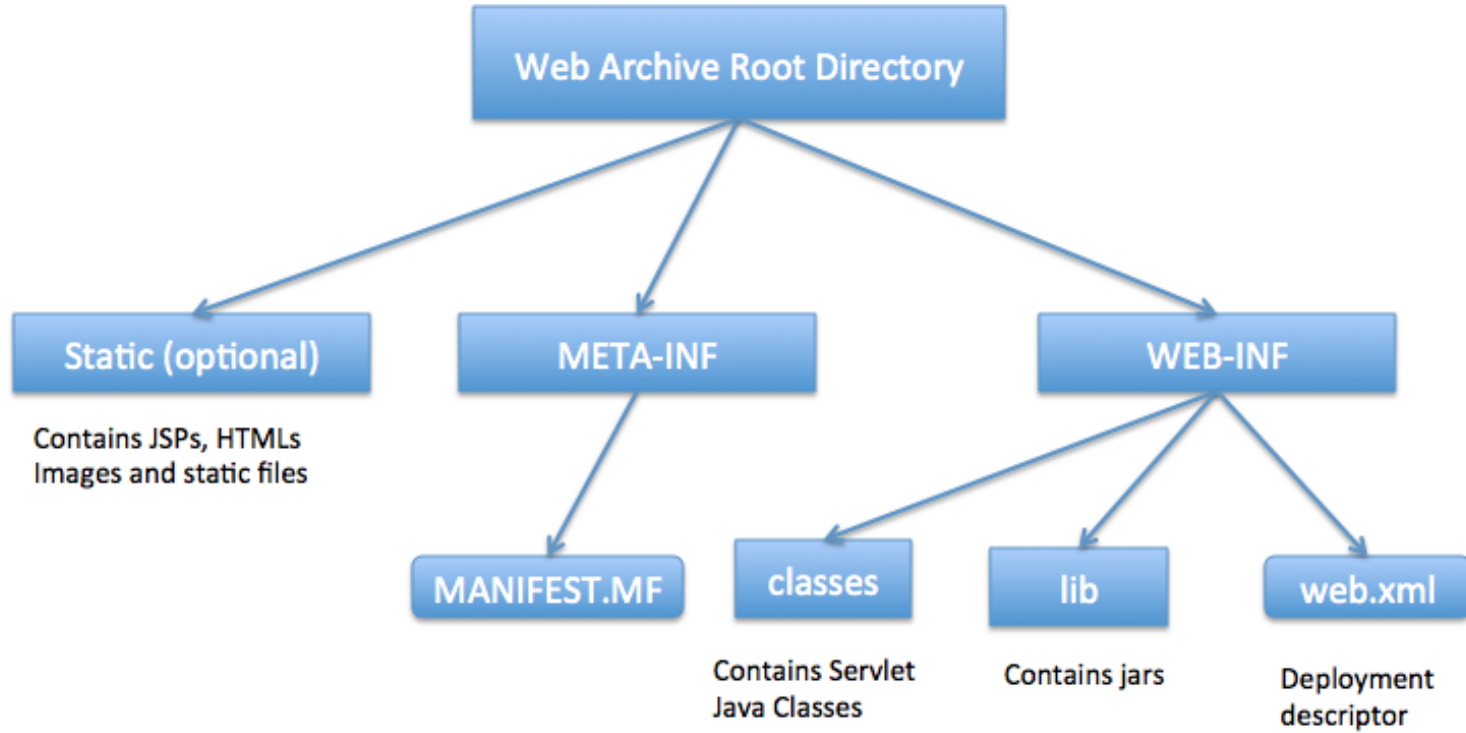 Web Archive Root Directory
Static (optional)
META-INF
WEB-INF
Contains JSPs, HTMLs
Images and static files
MANIFEST.MF
classes
lib
web.xml
Contains Servlet
Java Classes
Contains jars
Deployment
descriptor